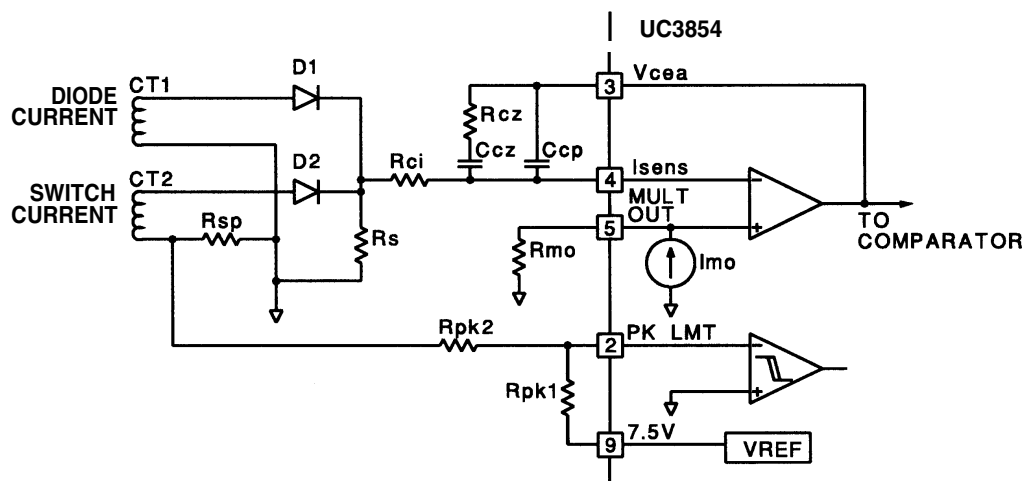 UC3854
3
Vcea
D1
CT1
DIODE
CURRENT
Rcz
Ccz
Ccp
D2
Rci
4
Isens
CT2
SWITCH
CURRENT
MULT
OUT
5
Rsp
Rs
Rmo
Imo
TO
COMPARATOR
Rpk2
2
PK LMT
Rpk1
9
7.5V
VREF